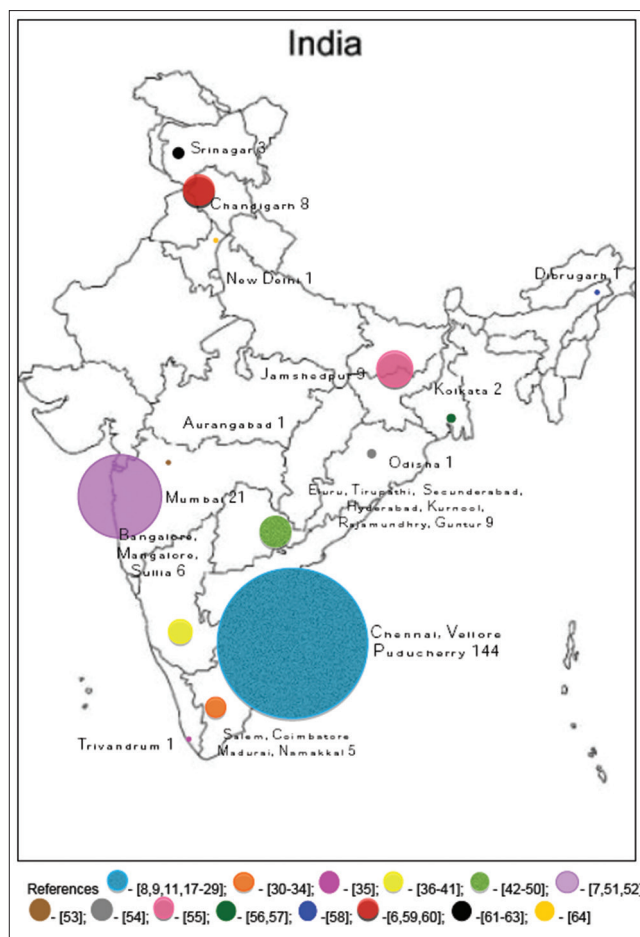 India
Srinagar 3
Chandigarh 8
New Delhi 1
Dibrugarh 1
Jamshedpur 9
Kolkata 2
Aurangabad 1
Odisha 1
Mumbai 21
Eluru, Tirupathi, Secunderabad,
Hyderabad, Kurnool,
Rajamundhry, Guntur 9
Bangalore,
Mangalore,
Sullia 6
Chennai, Vellore
Puducherry 144
Trivandrum 1
Salem, Coimbatore
Madurai, Namakkal 5
References - [8,9,11,17-29]; - [30-34]; - [35]; - [36-41]; - [42-50]; - [7,51,52]
- [53]; - [54]; - [55]; - [56,57]; -[58]; -[6,59,60]; -[61-63]; - [64]